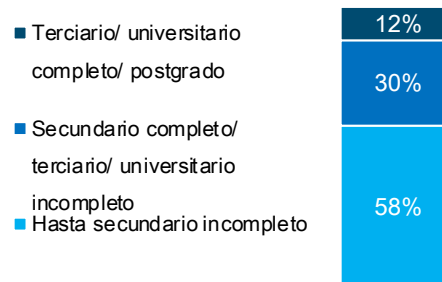 Terciario/ universitario
completo/ postgrado
Secundario completo/
terciario/ universitario
incompleto
Hasta secundario incompleto
12%
30%
58%